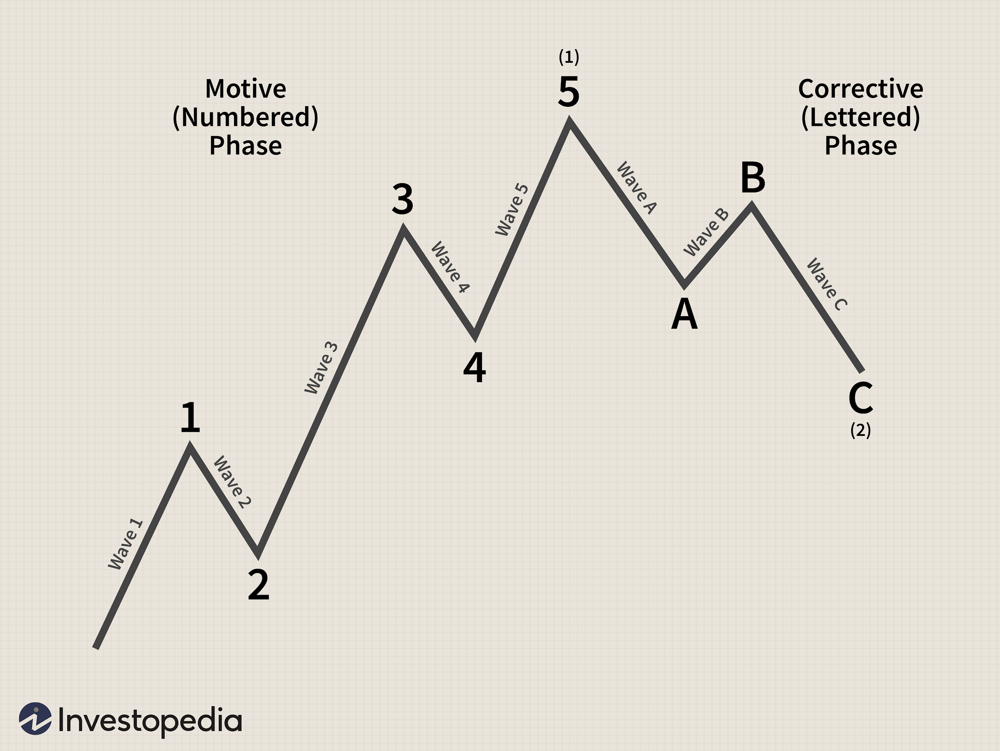 (1)
5
Motive
(Numbered)
Phase
Corrective
(Lettered)
Phase
3
B
1
A
4
2
C
(2)
Wave 1
Wave 2
Wave 3
Wave 4
Wave 5
Wave A
Wave B
Wave C
Investopedia